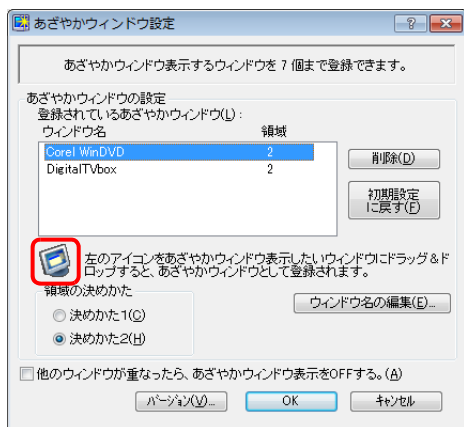 あざやかウィンドウ設定
あざやかウィンドウ表示するウィンドウを 7 個まで登録できます。
あざやかウィンドウの設定
登録されているあざやかウィンドウ(L) :
ウィンドウ名 領域
Corel WinDVD 2
DigitalTVbox 2
削除(D)
初期設定
に戻す(F)
左のアイコンをあざやかウィンドウ表示したいウィンドウにドラッグ＆ド
ロップすると、あざやかウィンドウとして登録されます。
領域の決めかた
ウィンドウ名の編集(E)...
決めかた1(C)
決めかた2(H)
他のウィンドウが重なったら、あざやかウィンドウ表示をOFFする。(A)
バージョン(V)... OK キャンセル